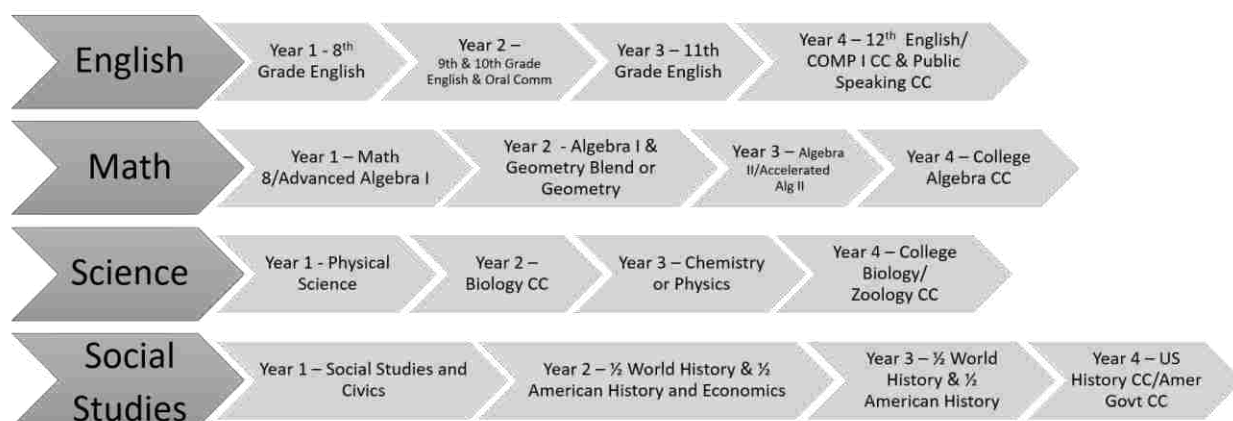 English
Year 1 - 8th
Grade English
Year 2 –
9th & 10th Grade
English & Oral Comm
Year 3 – 11th
Grade English
Year 4 – 12th English/
COMP I CC & Public
Speaking CC
Math
Year 1 – Math
8/Advanced Algebra I
Year 2 - Algebra I &
Geometry Blend or
Geometry
Year 3 – Algebra
II/Accelerated
Alg II
Year 4 – College
Algebra CC
Science
Year 1 - Physical
Science
Year 2 –
Biology CC
Year 3 – Chemistry
or Physics
Year 4 – College
Biology/
Zoology CC
Social
Studies
Year 1 – Social Studies and
Civics
Year 2 – ½ World History & ½
American History and Economics
Year 3 – ½ World
History & ½
American History
Year 4 – US
History CC/Amer
Govt CC